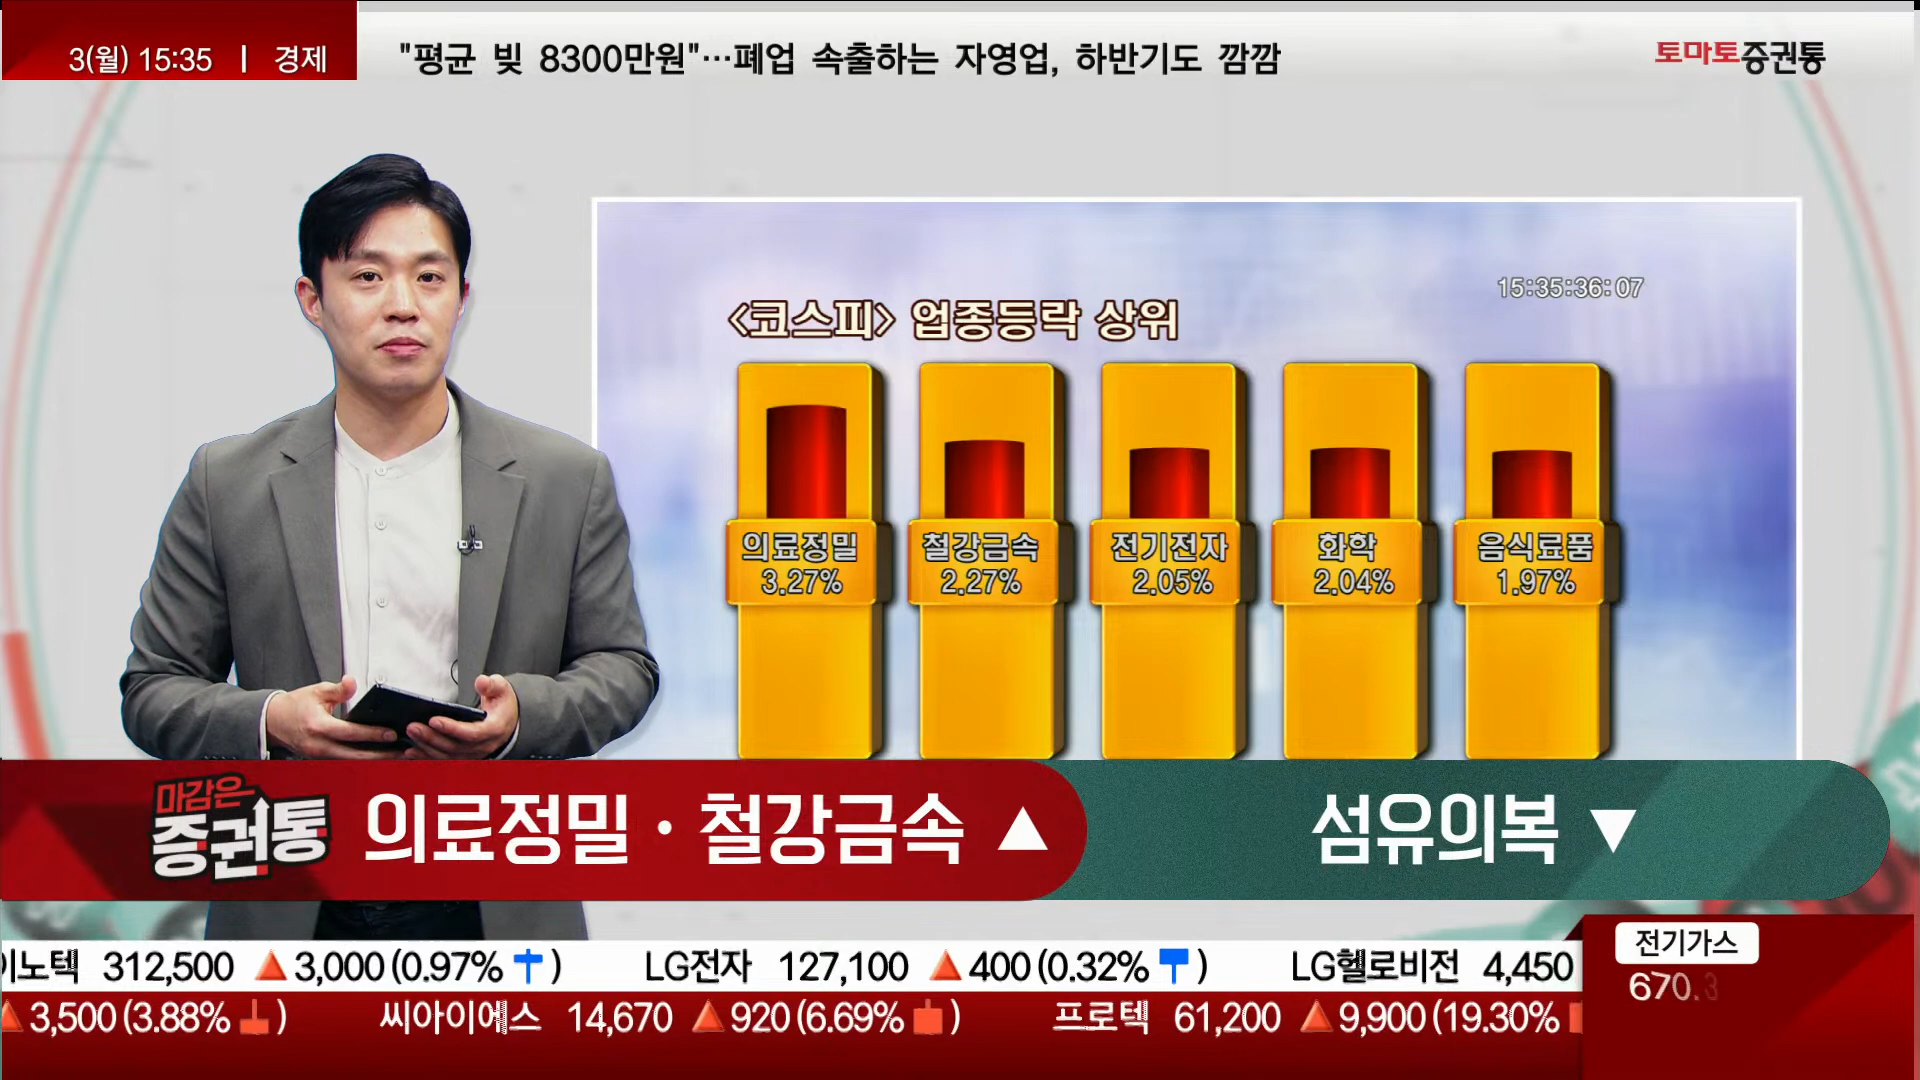 3(월) 15:35 | 경제
"평균 빚 8300만원"…폐업 속출하는 자영업, 하반기도 깜깜
토마토증권통
15:35:36:07
<코스피> 업종등락 상위
의료정밀 3.27%
철강금속 2.27%
전기전자 2.05%
화학 2.04%
음식료품 1.97%
마감은 증권통
의료정밀·철강금속 ▲
섬유의복 ▼
이노텍 312,500 ▲3,000(0.97%) LG전자 127,100 ▲400(0.32%) LG헬로비전 4,450
▲3,500(3.88%) 씨아이에스 14,670 ▲920(6.69%) 프로텍 61,200 ▲9,900(19.30%
전기가스
670.3